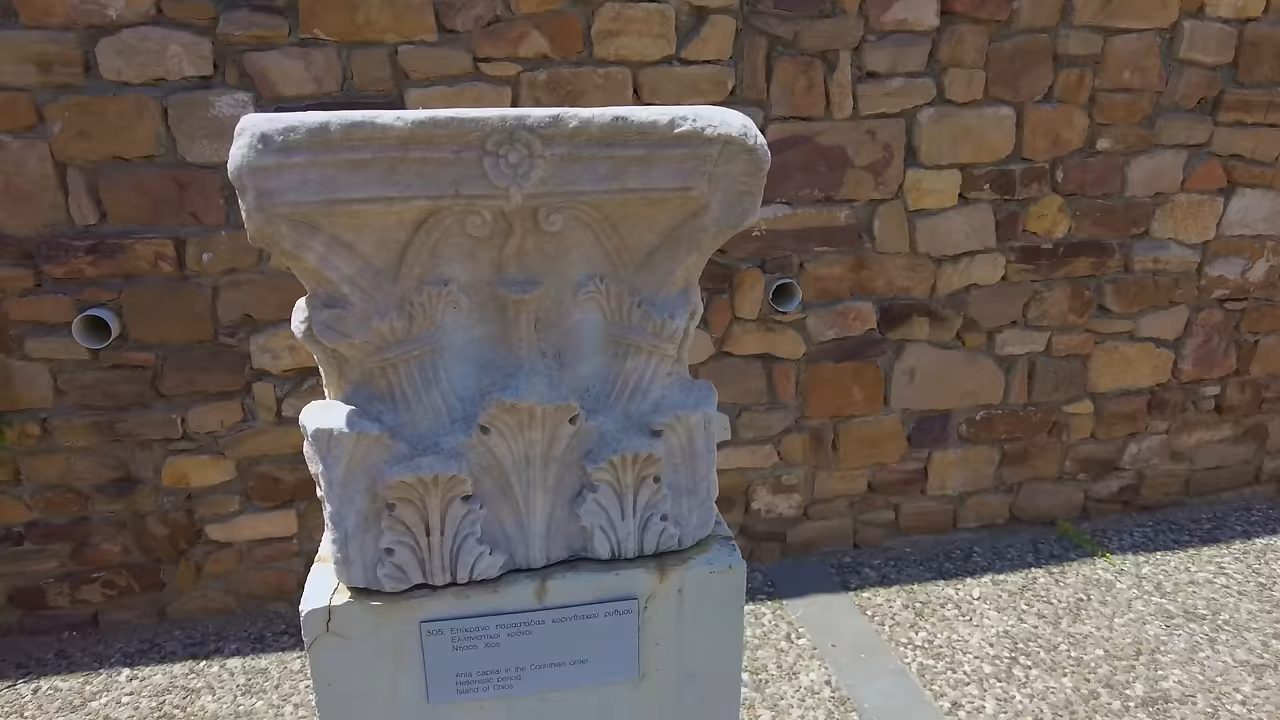 305. Επίκρανο παραστάδας κορινθιακού ρυθμού.
Ελληνιστικοί χρόνοι
Νήσος Χίος
Anta capital in the Corinthian order.
Hellenistic period.
Island of Chios